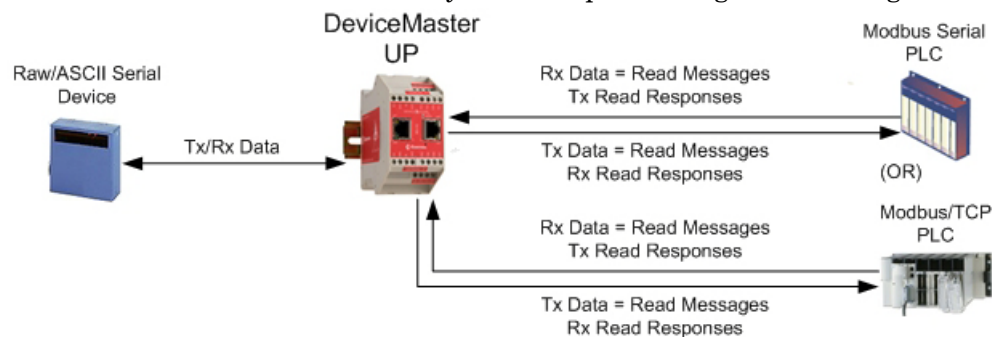 DeviceMaster
UP
Raw/ASCII Serial
Device
Tx/Rx Data
Rx Data = Read Messages
Tx Read Responses
Tx Data = Read Messages
Rx Read Responses
Modbus Serial
PLC
(OR)
Modbus/TCP
PLC
Rx Data = Read Messages
Tx Read Responses
Tx Data = Read Messages
Rx Read Responses